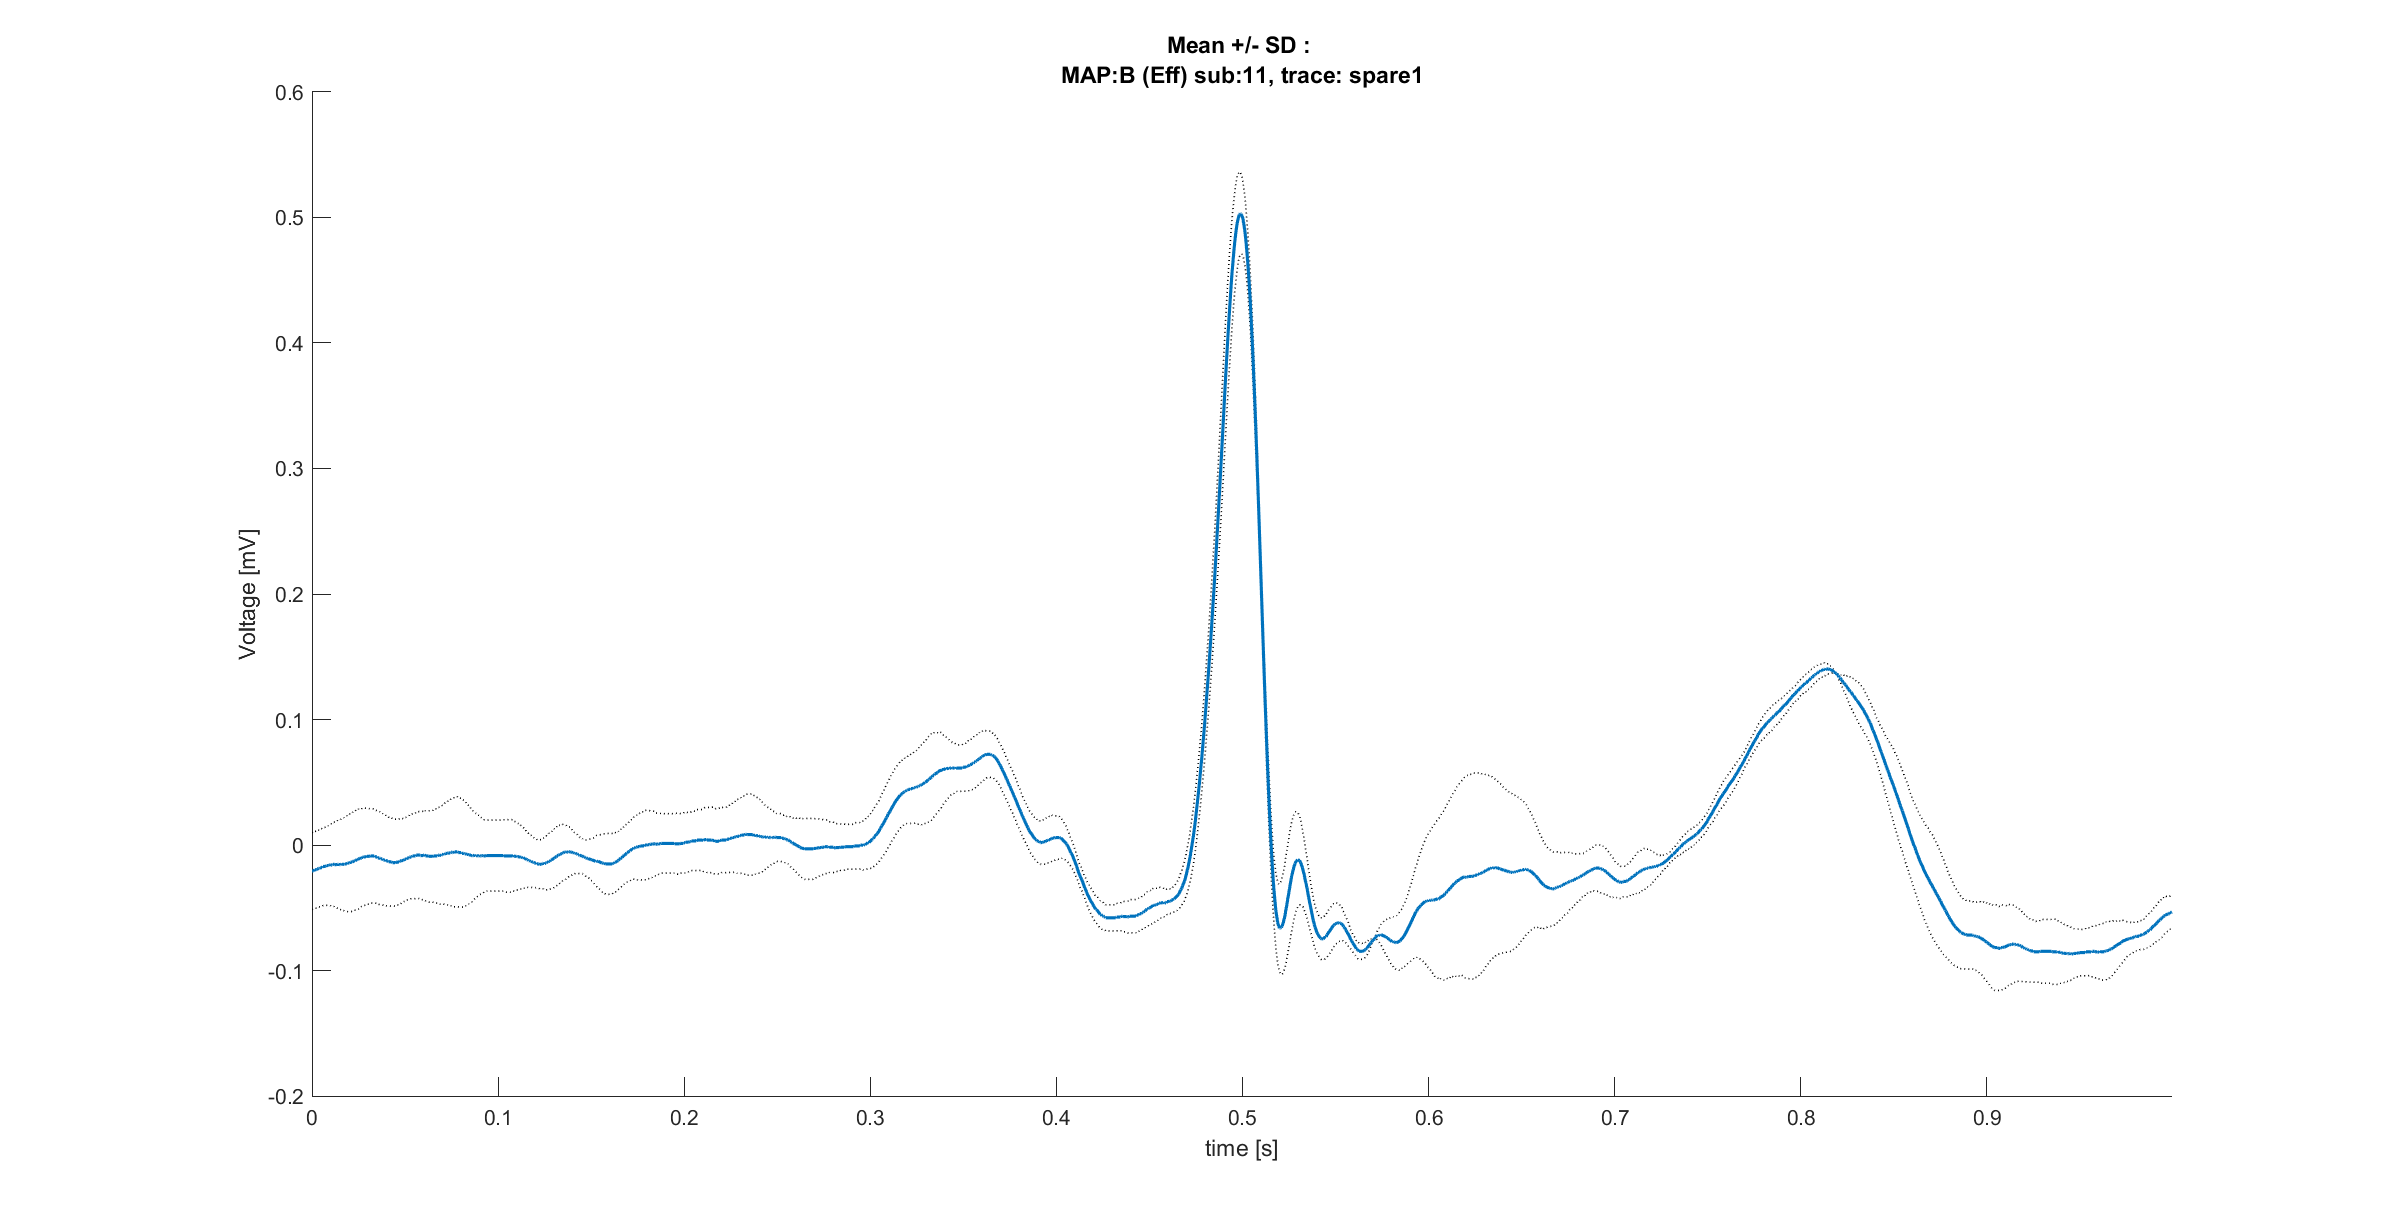 Mean +/- SD :
MAP:B (Eff) sub:11, trace: spare1
0.6
0.5
0.4
0.3
0.2
0.1
0
-0.1
-0.2
Voltage [mV]
0 0.1 0.2 0.3 0.4 0.5 0.6 0.7 0.8 0.9
time [s]